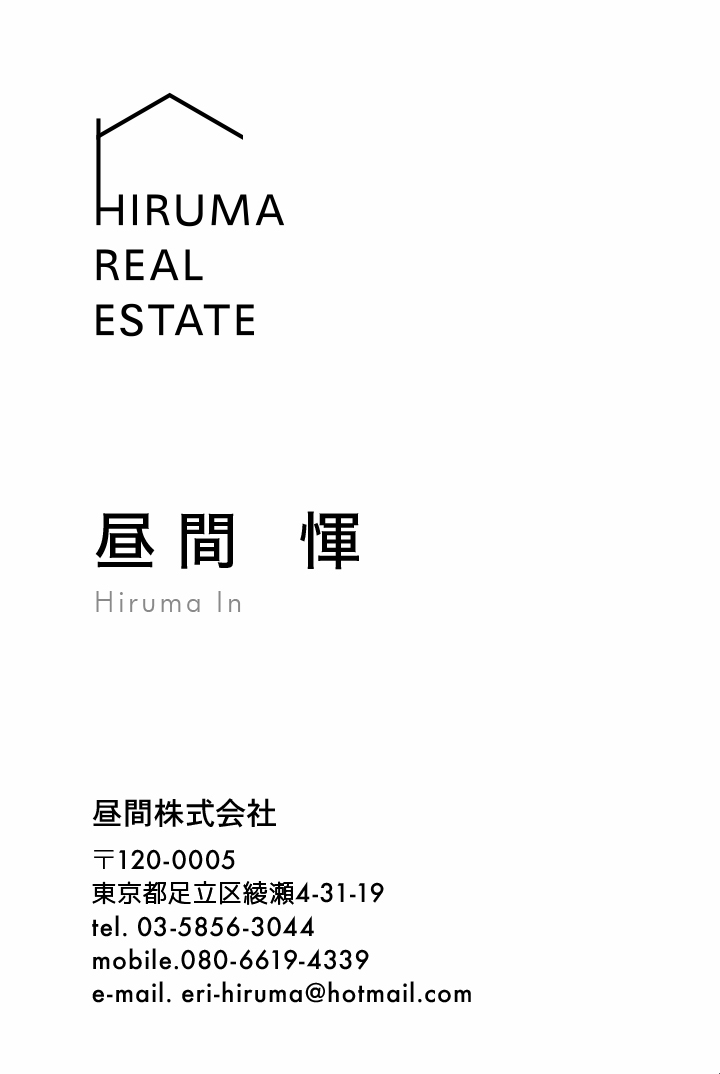 HIRUMA
REAL
ESTATE
昼間 惲
Hiruma In
昼間株式会社
〒120-0005
東京都足立区綾瀬4-31-19
tel. 03-5856-3044
mobile.080-6619-4339
e-mail. eri-hiruma@hotmail.com